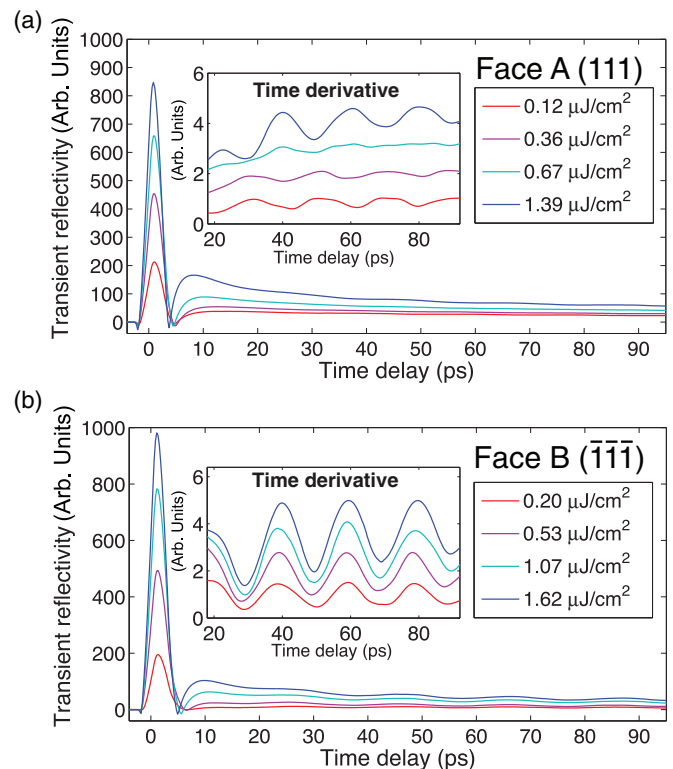 (a)
Transient reflectivity (Arb. Units)
1000
900
800
700
600
500
400
300
200
100
0
0 10 20 30 40 50 60 70 80 90
Time delay (ps)
Time derivative
(Arb. Units)
6
4
2
0
20 40 60 80
Time delay (ps)
Face A (111)
0.12 μJ/cm²
0.36 μJ/cm²
0.67 μJ/cm²
1.39 μJ/cm²
(b)
Transient reflectivity (Arb. Units)
1000
800
600
400
200
0
0 10 20 30 40 50 60 70 80 90
Time delay (ps)
Time derivative
(Arb. Units)
6
4
2
0
20 40 60 80
Time delay (ps)
Face B (1̅1̅1̅)
0.20 μJ/cm²
0.53 μJ/cm²
1.07 μJ/cm²
1.62 μJ/cm²